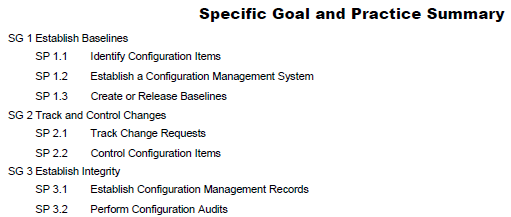 Specific Goal and Practice Summary
SG 1 Establish Baselines
SP 1.1 Identify Configuration Items
SP 1.2 Establish a Configuration Management System
SP 1.3 Create or Release Baselines
SG 2 Track and Control Changes
SP 2.1 Track Change Requests
SP 2.2 Control Configuration Items
SG 3 Establish Integrity
SP 3.1 Establish Configuration Management Records
SP 3.2 Perform Configuration Audits